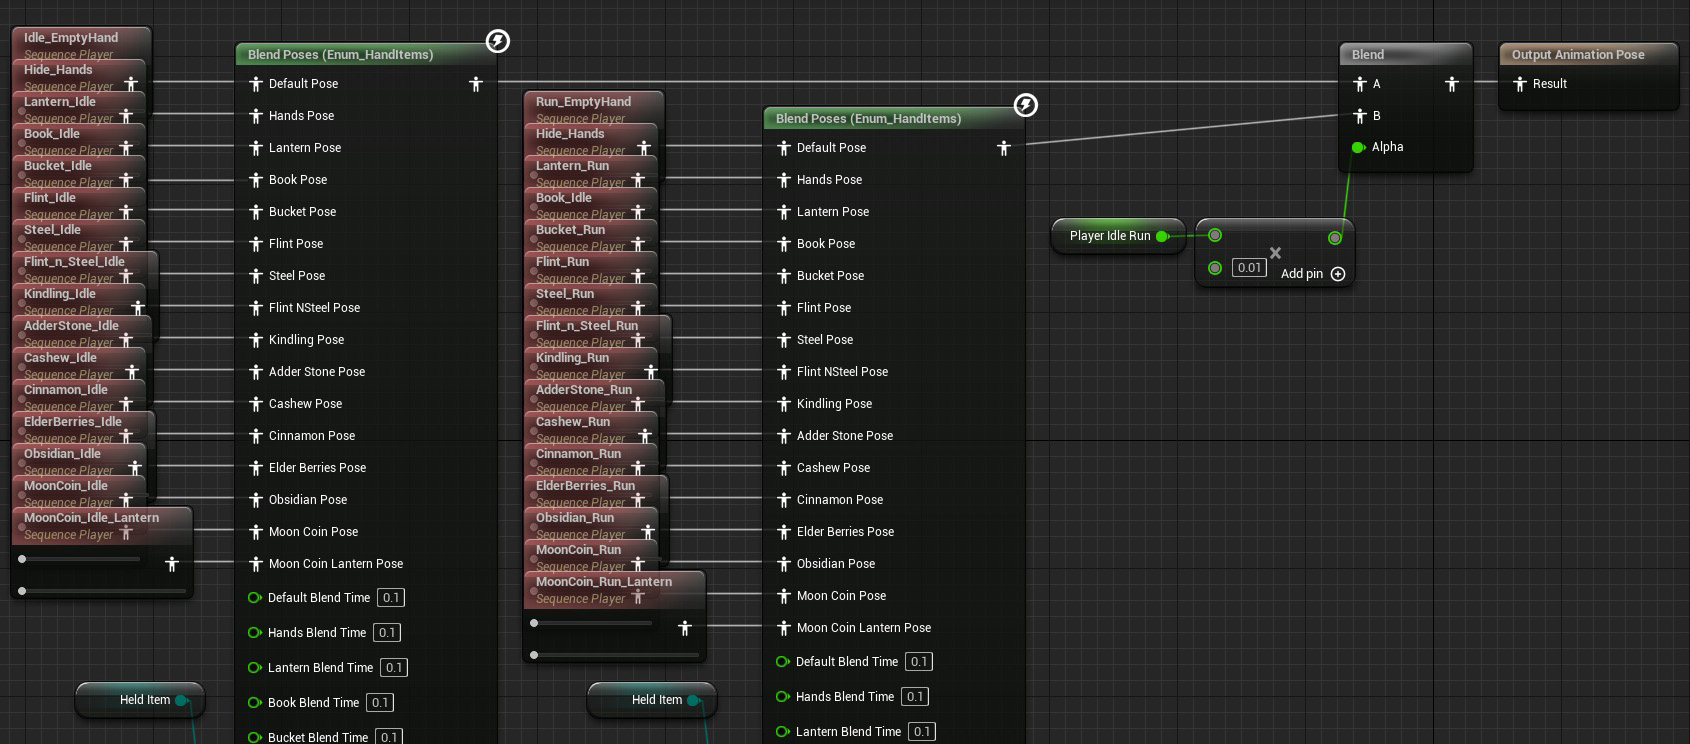 Idle_EmptyHand
Sequence Player
Hide_Hands
Sequence Player
Lantern_Idle
Sequence Player
Book_Idle
Sequence Player
Bucket_Idle
Sequence Player
Flint_Idle
Sequence Player
Steel_Idle
Sequence Player
Flint_n_Steel_Idle
Sequence Player
Kindling_Idle
Sequence Player
AdderStone_Idle
Sequence Player
Cashew_Idle
Sequence Player
Cinnamon_Idle
Sequence Player
ElderBerries_Idle
Sequence Player
Obsidian_Idle
Sequence Player
MoonCoin_Idle
Sequence Player
MoonCoin_Idle_Lantern
Sequence Player
Held Item
Blend Poses (Enum_HandItems)
Default Pose
Hands Pose
Lantern Pose
Book Pose
Bucket Pose
Flint Pose
Steel Pose
Flint NSteel Pose
Kindling Pose
Adder Stone Pose
Cashew Pose
Cinnamon Pose
Elder Berries Pose
Obsidian Pose
Moon Coin Pose
Moon Coin Lantern Pose
Default Blend Time 0.1
Hands Blend Time 0.1
Lantern Blend Time 0.1
Book Blend Time 0.1
Bucket Blend Time 0.1
Run_EmptyHand
Sequence Player
Hide_Hands
Sequence Player
Lantern_Run
Sequence Player
Book_Idle
Sequence Player
Bucket_Run
Sequence Player
Flint_Run
Sequence Player
Steel_Run
Sequence Player
Flint_n_Steel_Run
Sequence Player
Kindling_Run
Sequence Player
AdderStone_Run
Sequence Player
Cashew_Run
Sequence Player
Cinnamon_Run
Sequence Player
ElderBerries_Run
Sequence Player
Obsidian_Run
Sequence Player
MoonCoin_Run
Sequence Player
MoonCoin_Run_Lantern
Sequence Player
Held Item
Blend Poses (Enum_HandItems)
Default Pose
Hands Pose
Lantern Pose
Book Pose
Bucket Pose
Flint Pose
Steel Pose
Flint NSteel Pose
Kindling Pose
Adder Stone Pose
Cashew Pose
Cinnamon Pose
Elder Berries Pose
Obsidian Pose
Moon Coin Pose
Moon Coin Lantern Pose
Default Blend Time 0.1
Hands Blend Time 0.1
Lantern Blend Time 0.1
Player Idle Run
0.01
Add pin
Blend
A
B
Alpha
Output Animation Pose
Result